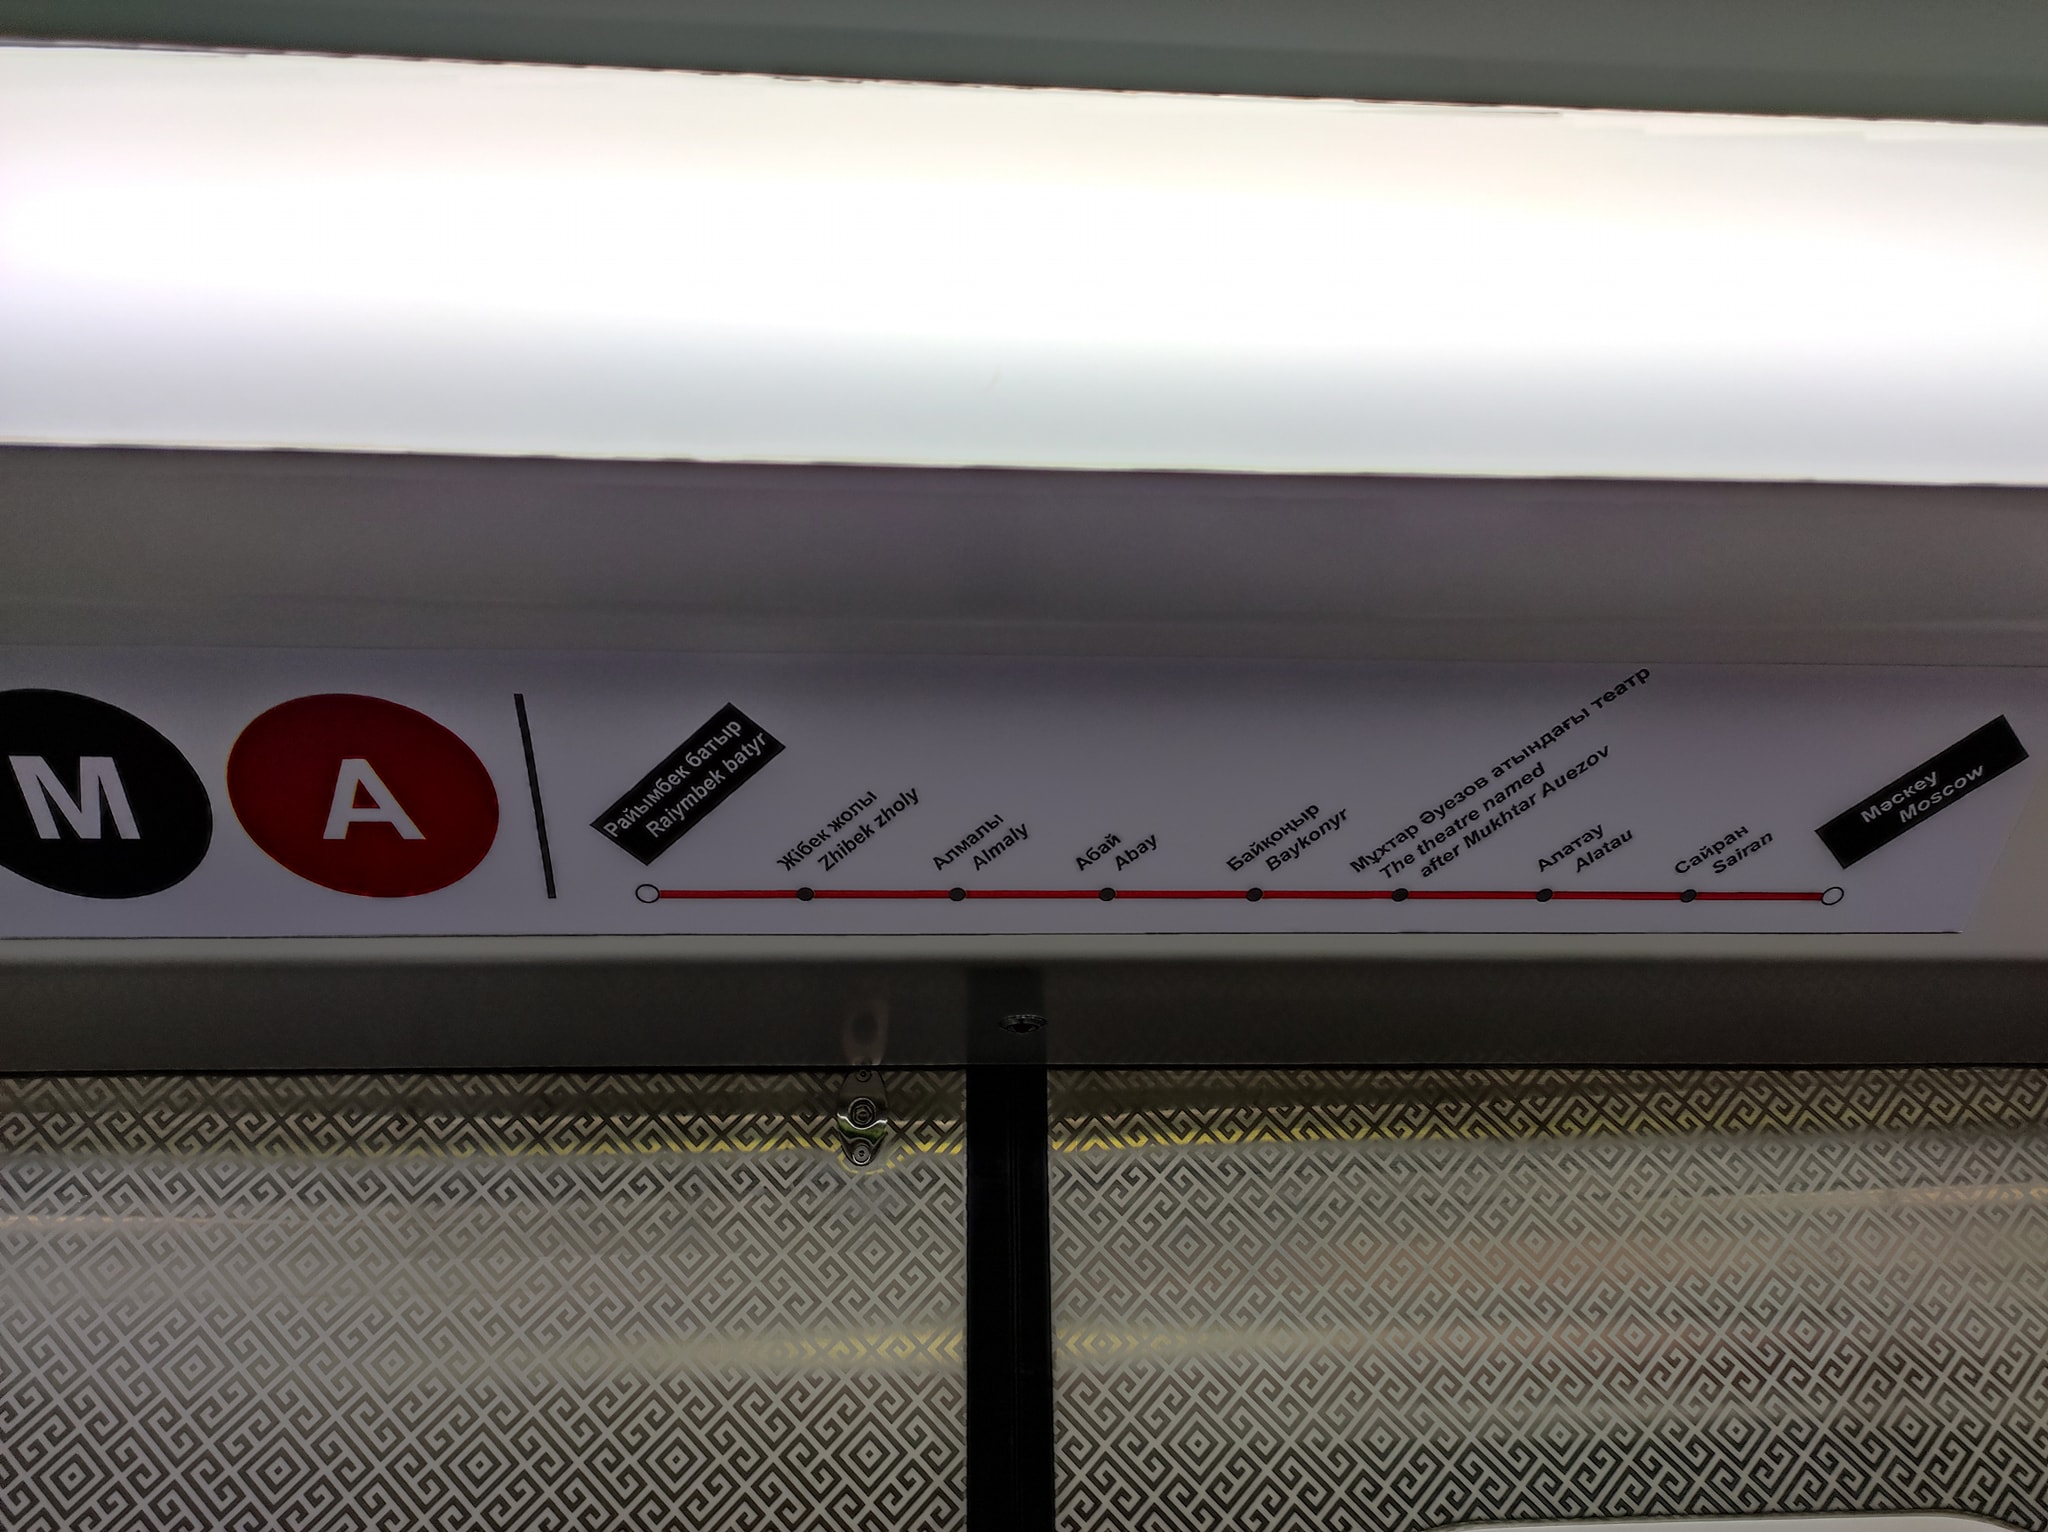 M
A
Райымбек батыр
Raiymbek batyr
Жібек жолы
Zhibek zholy
Алмалы
Almaly
Абай
Abay
Байқоңыр
Baykonyr
Мұхтар Әуезов атындағы театр
The theatre named
after Mukhtar Auezov
Алатау
Alatau
Сайран
Sairan
Мәскеу
Moscow